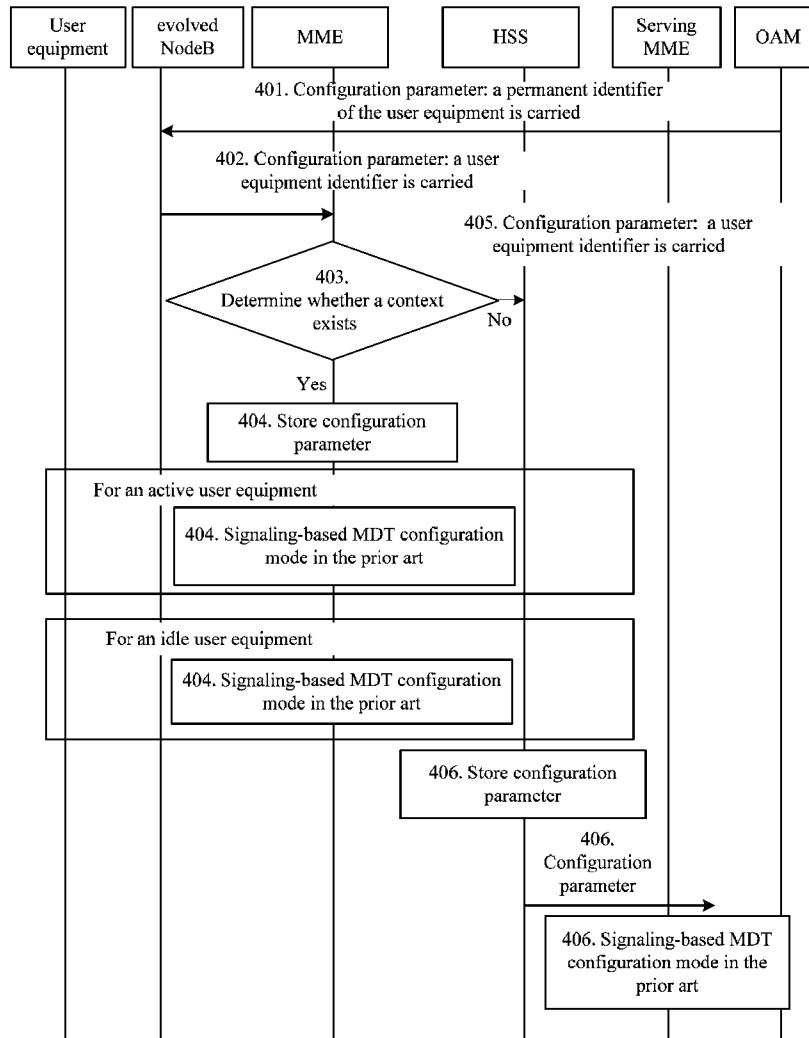 User
equipment
evolved
NodeB
MME
HSS
Serving
MME
OAM
401. Configuration parameter: a permanent identifier
of the user equipment is carried
402. Configuration parameter: a user
equipment identifier is carried
405. Configuration parameter: a user
equipment identifier is carried
403.
Determine whether a context
exists
No
Yes
404. Store configuration
parameter
For an active user equipment
404. Signaling-based MDT configuration
mode in the prior art
For an idle user equipment
404. Signaling-based MDT configuration
mode in the prior art
406. Store configuration
parameter
406.
Configuration
parameter
406. Signaling-based MDT
configuration mode in the
prior art